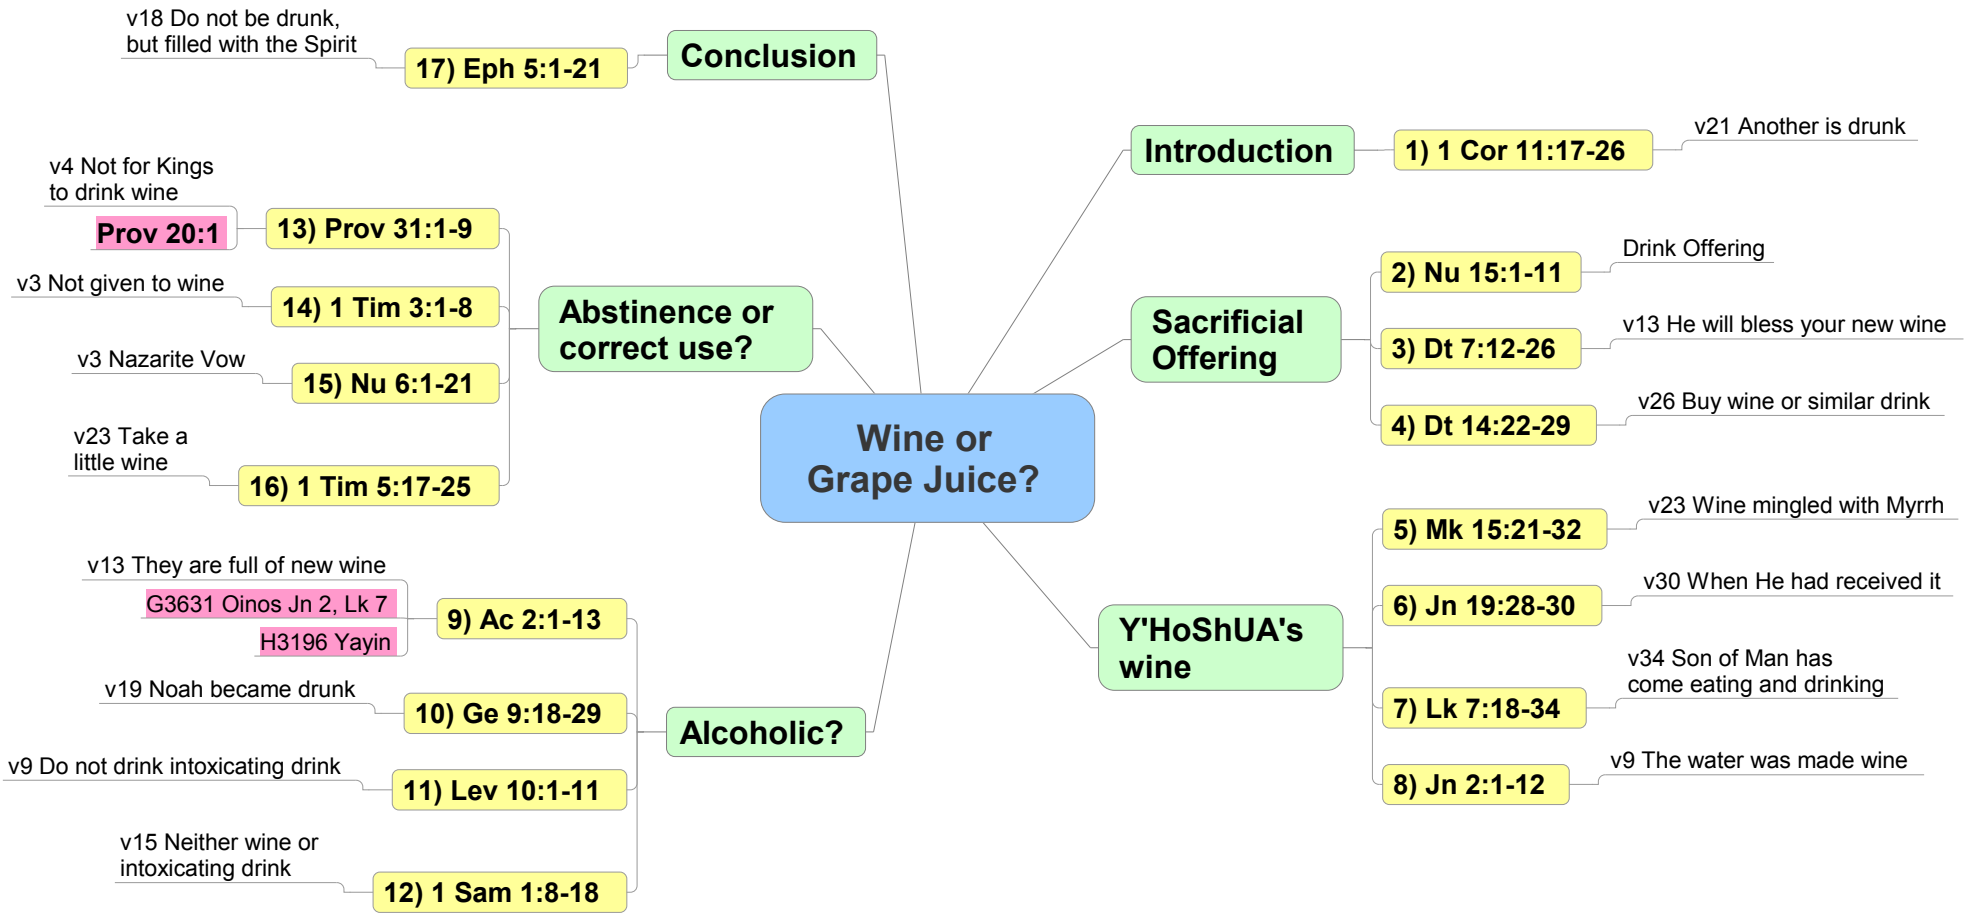 Wine or
Grape Juice?
Introduction
1) 1 Cor 11:17-26
v21 Another is drunk
Sacrificial
Offering
2) Nu 15:1-11
Drink Offering
3) Dt 7:12-26
v13 He will bless your new wine
4) Dt 14:22-29
v26 Buy wine or similar drink
Y'HoShUA's
wine
5) Mk 15:21-32
v23 Wine mingled with Myrrh
6) Jn 19:28-30
v30 When He had received it
7) Lk 7:18-34
v34 Son of Man has
come eating and drinking
8) Jn 2:1-12
v9 The water was made wine
Alcoholic?
9) Ac 2:1-13
v13 They are full of new wine
G3631 Oinos Jn 2, Lk 7
H3196 Yayin
10) Ge 9:18-29
v19 Noah became drunk
11) Lev 10:1-11
v9 Do not drink intoxicating drink
12) 1 Sam 1:8-18
v15 Neither wine or
intoxicating drink
Abstinence or
correct use?
13) Prov 31:1-9
v4 Not for Kings
to drink wine
Prov 20:1
14) 1 Tim 3:1-8
v3 Not given to wine
15) Nu 6:1-21
v3 Nazarite Vow
16) 1 Tim 5:17-25
v23 Take a
little wine
Conclusion
17) Eph 5:1-21
v18 Do not be drunk,
but filled with the Spirit